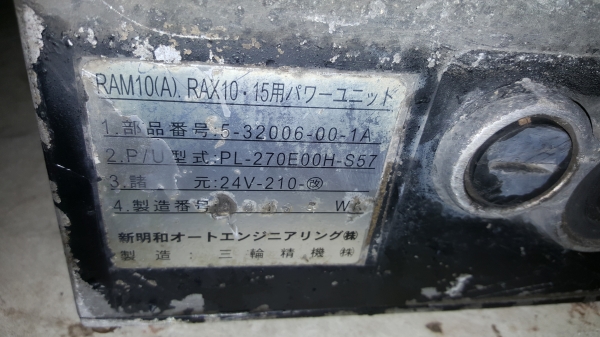 RAM10(A)、RAX10・15用パワーユニット
1.部品番号:5-32006-00-1A
2.P/U型式:PL-270E00H-S57
3.諸 元:24V-210-改
4.製造番号
新明和オートエンジニアリング㈱
製造:三輪精機㈱